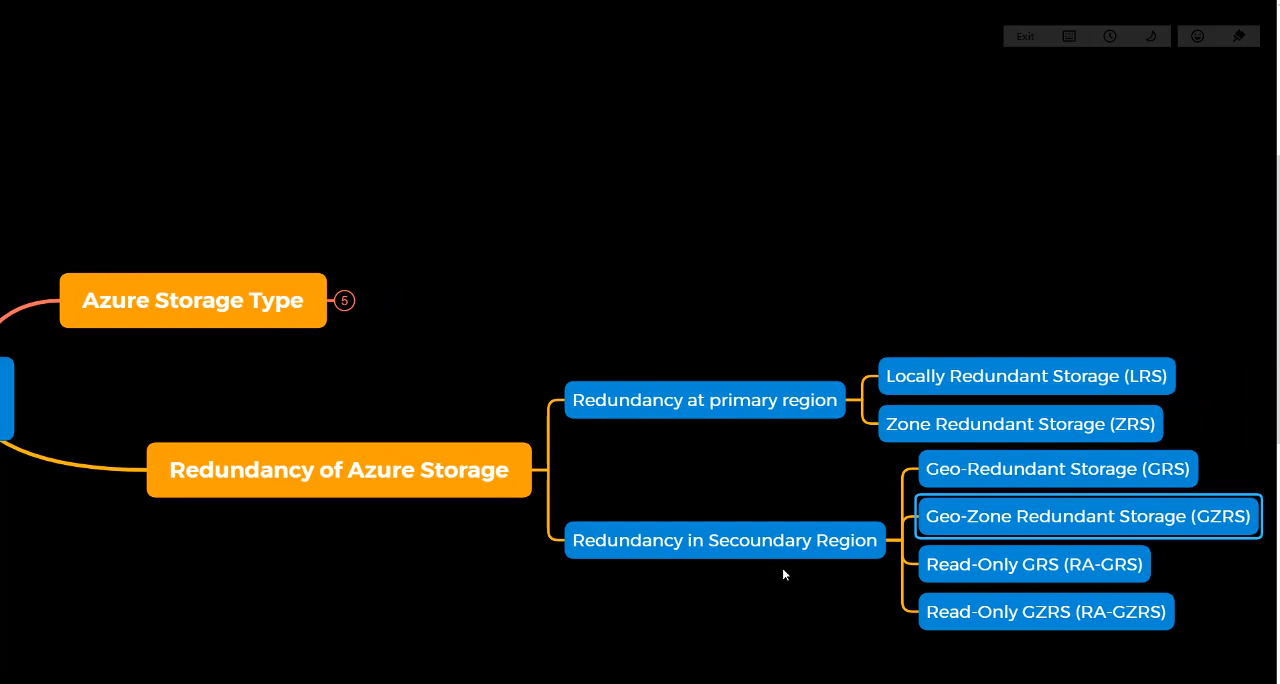 Exit
Azure Storage Type
5
Redundancy of Azure Storage
Redundancy at primary region
Locally Redundant Storage (LRS)
Zone Redundant Storage (ZRS)
Redundancy in Secoundary Region
Geo-Redundant Storage (GRS)
Geo-Zone Redundant Storage (GZRS)
Read-Only GRS (RA-GRS)
Read-Only GZRS (RA-GZRS)